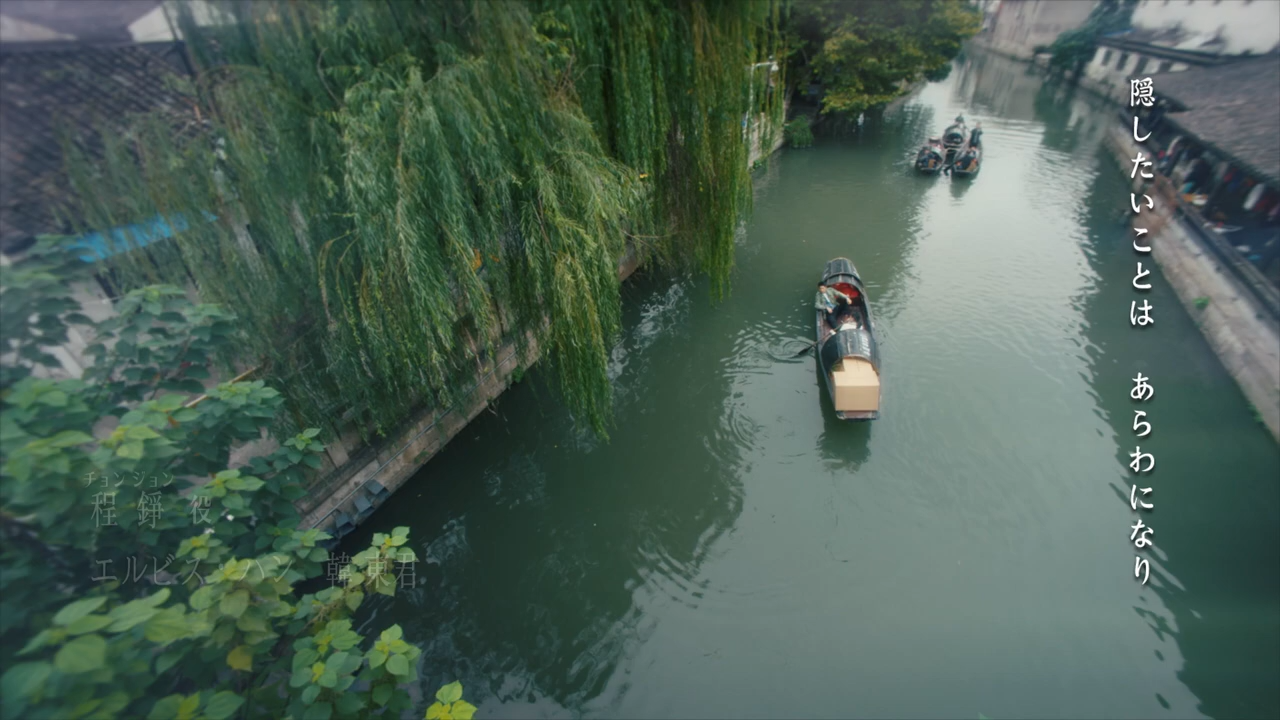 隠したいことは　あらわになり
チョンジョン
程錚 役
エルビス・ハン 韓東君